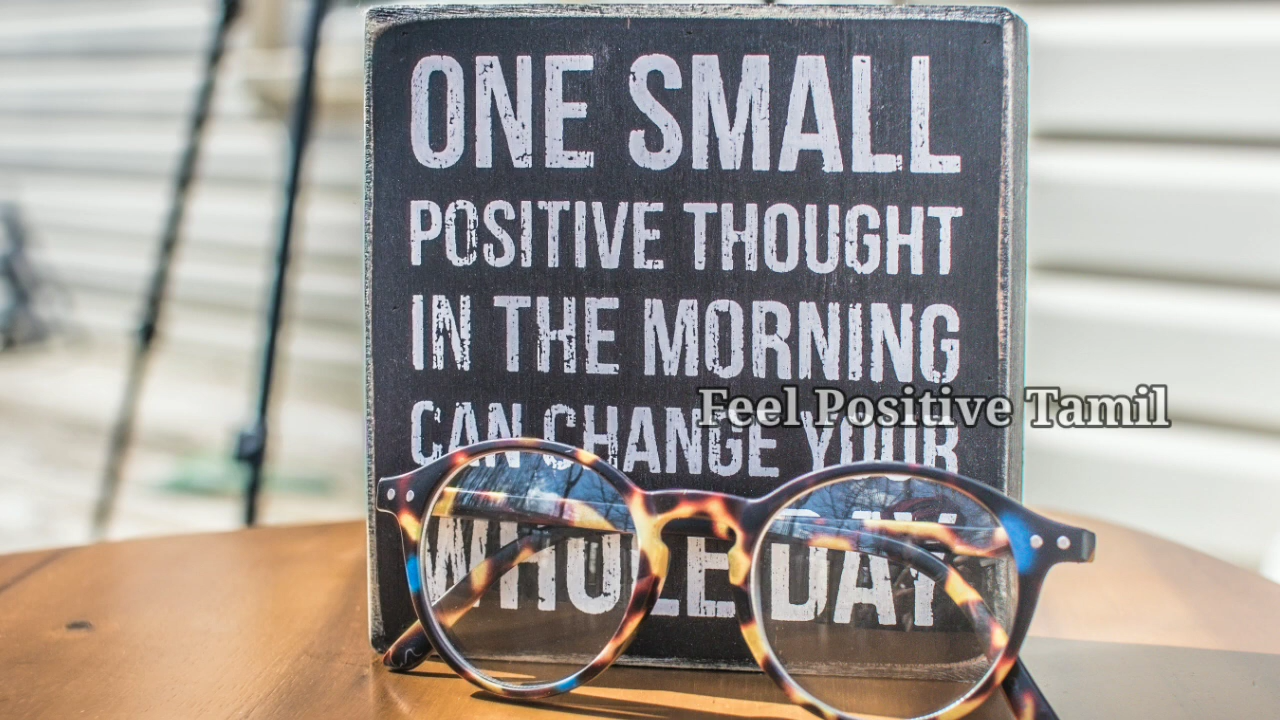 ONE SMALL
POSITIVE THOUGHT
IN THE MORNING
CAN CHANGE YOUR
WHOLE DAY
Feel Positive Tamil